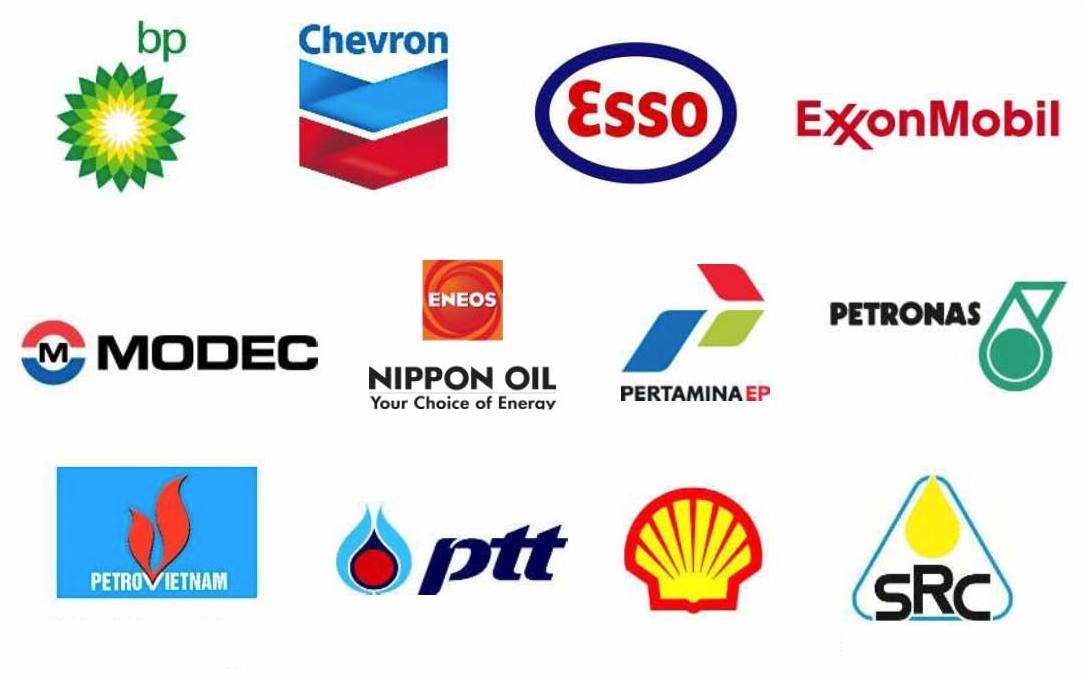 bp
Chevron
Esso
ExxonMobil
M MODEC
ENEOS
NIPPON OIL
Your Choice of Energy
PERTAMINA EP
PETRONAS
PETROVIETNAM
ptt
SRC